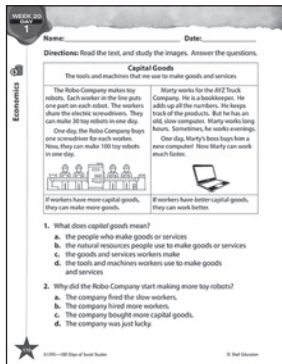 WEEK 20
DAY
1
Name: Date:
Directions: Read the text, and study the images. Answer the questions.
Economics
Capital Goods
The tools and machines that we use to make goods and services
The Robo Company makes toy
robots. Each worker in the line puts
one part on each robot. The workers
share the electric screwdrivers. They
can make 30 toy robots in one day.
One day, the Robo Company buys
one screwdriver for each worker.
Now, they can make 100 toy robots
in one day.
If workers have more capital goods,
they can make more goods.
Marty works for the AYZ Truck
Company. He is a bookkeeper. He
adds up all the numbers. He keeps
track of the products. But he has an
old, slow computer. Marty works long
hours. Sometimes, he works evenings.
One day, Marty's boss buys him a
new computer! Now Marty can work
much faster.
If workers have better capital goods,
they can work better.
1. What does capital goods mean?
a. the people who make goods or services
b. the natural resources people use to make goods or services
c. the goods and services workers make
d. the tools and machines workers use to make goods
and services
2. Why did the Robo Company start making more toy robots?
a. The company fired the slow workers.
b. The company hired more workers.
c. The company bought more capital goods.
d. The company was just lucky.
180 Days of Social Studies
© Shell Education